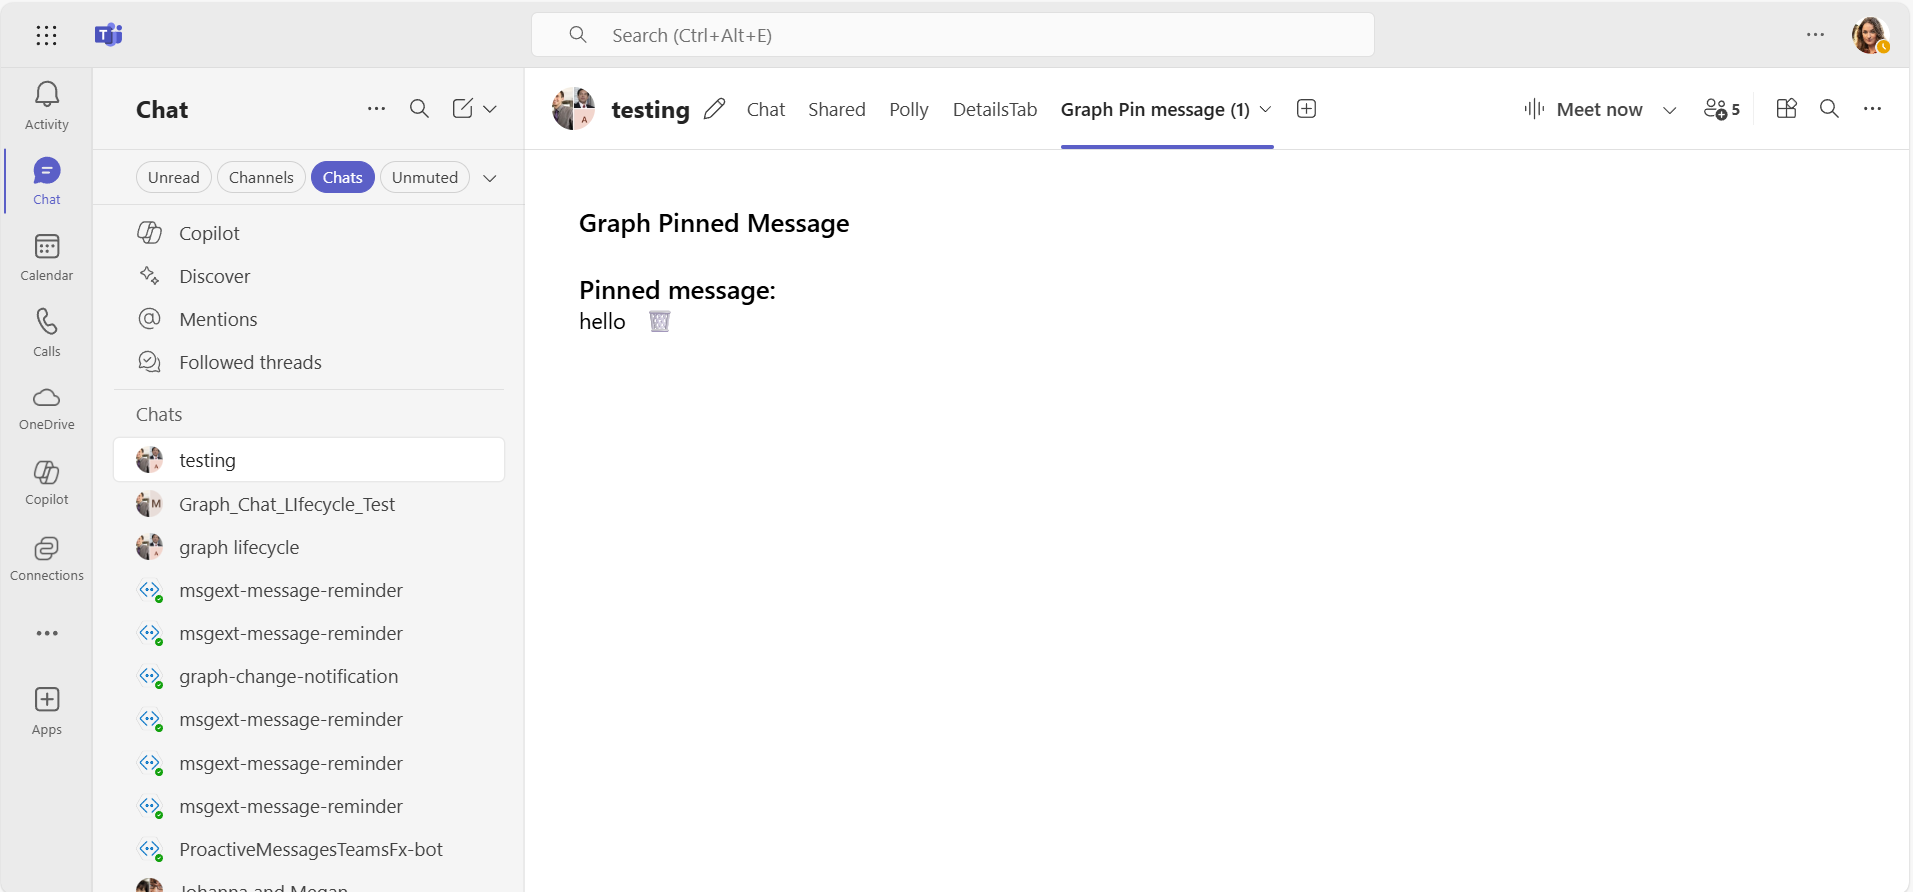 Search (Ctrl+Alt+E)
Activity
Chat
Calendar
Calls
OneDrive
Copilot
Connections
Apps
Chat
Unread Channels Chats Unmuted
Copilot
Discover
Mentions
Followed threads
Chats
testing
Graph_Chat_LIfecycle_Test
graph lifecycle
msgext-message-reminder
msgext-message-reminder
graph-change-notification
msgext-message-reminder
msgext-message-reminder
msgext-message-reminder
ProactiveMessagesTeamsFx-bot
Johanna and Megan
testing Chat Shared Polly DetailsTab Graph Pin message (1) Meet now 5
Graph Pinned Message
Pinned message:
hello